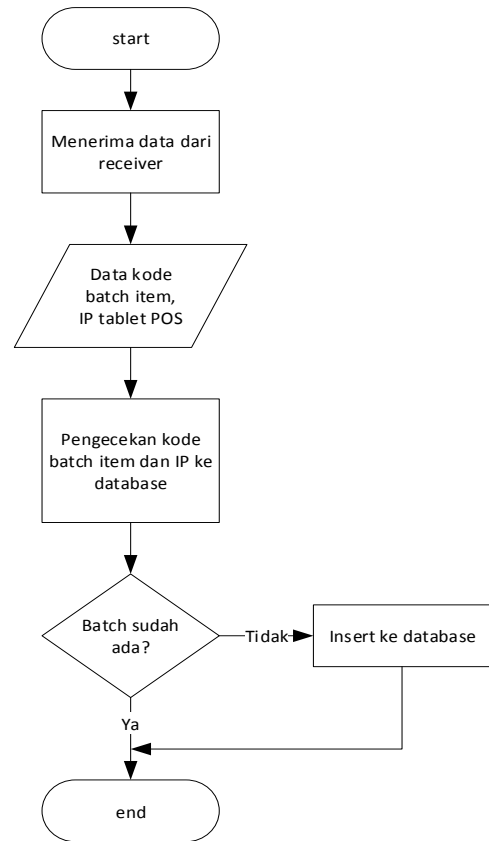 start
Menerima data dari
receiver
Data kode
batch item,
IP tablet POS
Pengecekan kode
batch item dan IP ke
database
Batch sudah
ada?
Tidak
Insert ke database
Ya
end